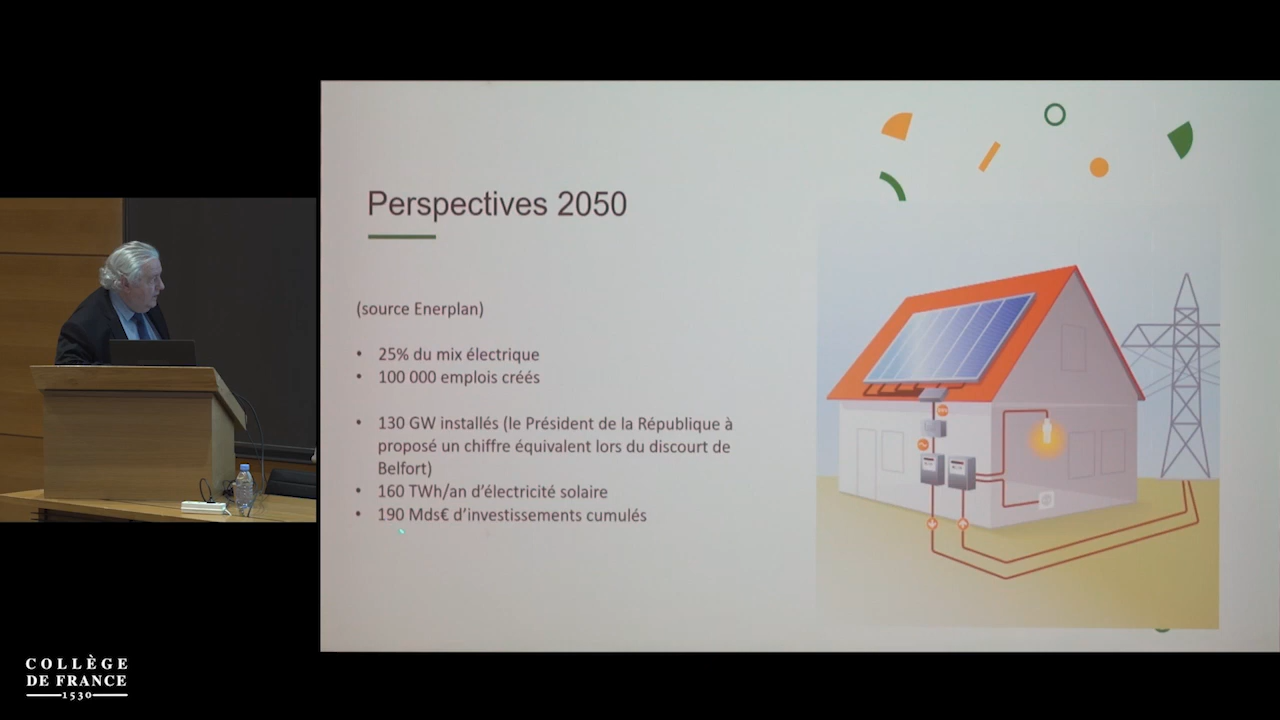 Perspectives 2050
(source Enerplan)
• 25% du mix électrique
• 100 000 emplois créés
• 130 GW installés (le Président de la République à
proposé un chiffre équivalent lors du discourt de
Belfort)
• 160 TWh/an d’électricité solaire
• 190 Mds€ d’investissements cumulés
COLLÈGE
DE FRANCE
1530